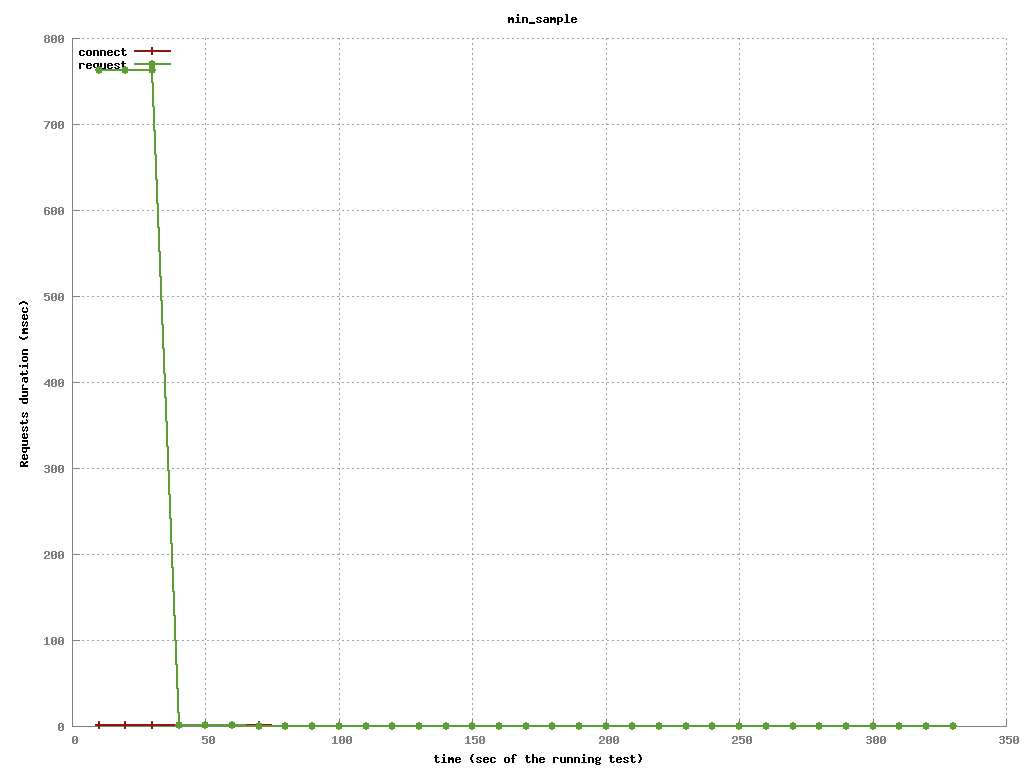 min_sample
800
connect
request
700
600
500
400
300
200
100
0
Requests duration (msec)
0 50 100 150 200 250 300 350
time (sec of the running test)